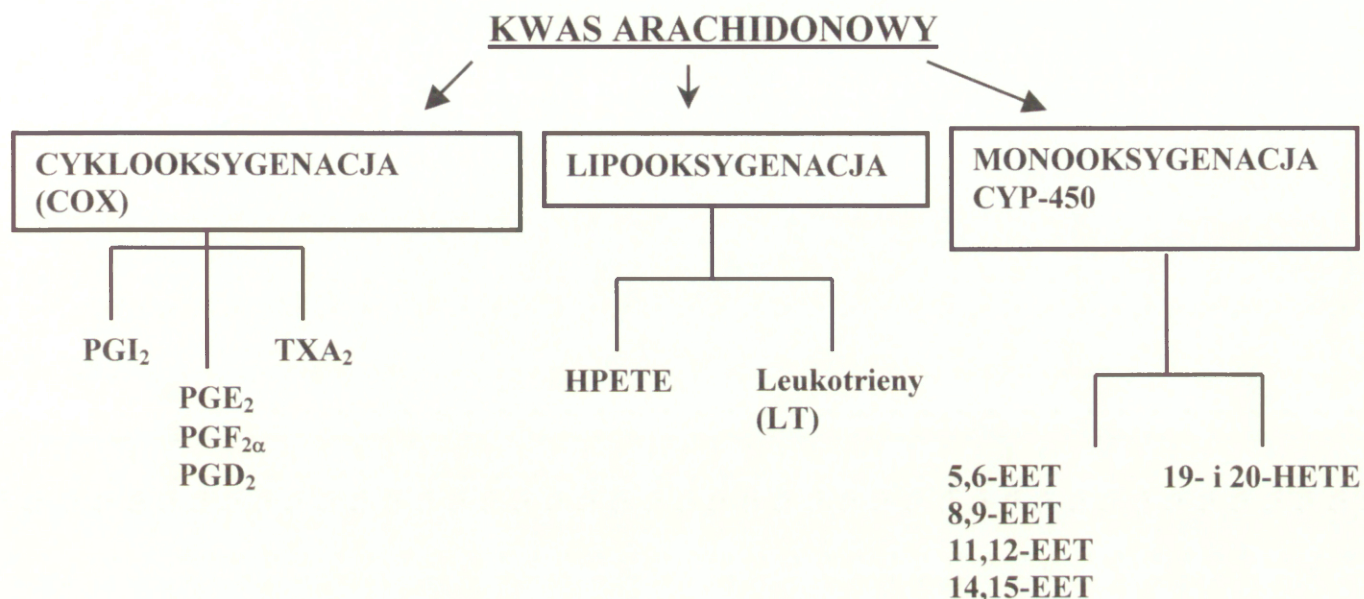 KWAS ARACHIDONOWY
CYKLOOKSYGENACJA
(COX)
LIPOOKSYGENACJA
MONOOKSYGENACJA
CYP-450
PGI₂
TXA₂
PGE₂
PGF₂α
PGD₂
HPETE
Leukotrieny
(LT)
5,6-EET
8,9-EET
11,12-EET
14,15-EET
19- i 20-HETE